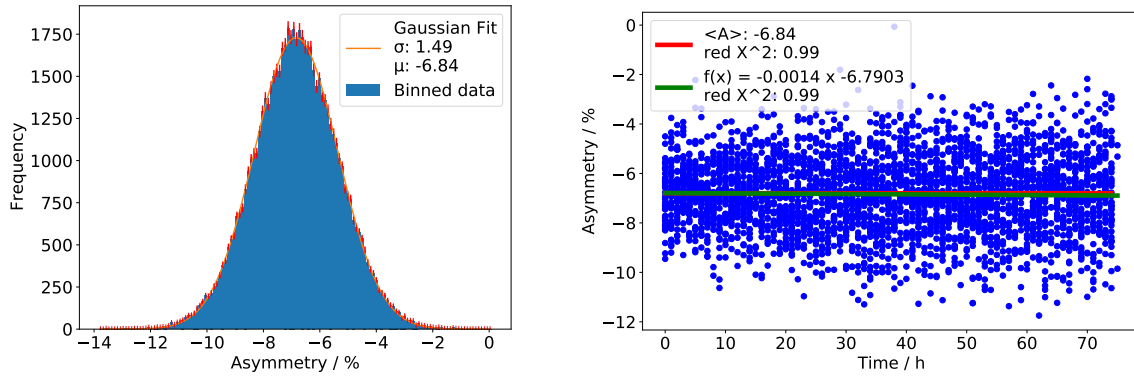 Gaussian Fit
σ: 1.49
μ: -6.84
Binned data
Frequency
1750
1500
1250
1000
750
500
250
0
−14 −12 −10 −8 −6 −4 −2 0
Asymmetry / %
<A>: -6.84
red X^2: 0.99
f(x) = -0.0014 x -6.7903
red X^2: 0.99
Asymmetry / %
0
−2
−4
−6
−8
−10
−12
0 10 20 30 40 50 60 70
Time / h